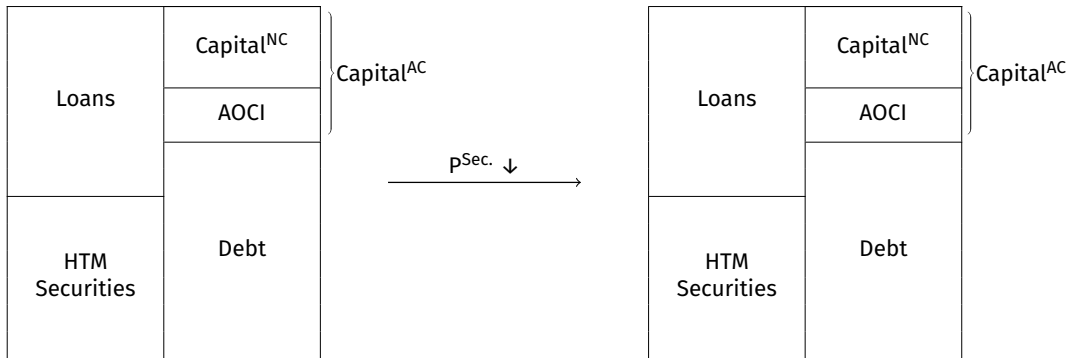 Loans
HTM
Securities
Capital^NC
AOCI
Debt
Capital^AC
P^Sec. ↓
Loans
HTM
Securities
Capital^NC
AOCI
Debt
Capital^AC